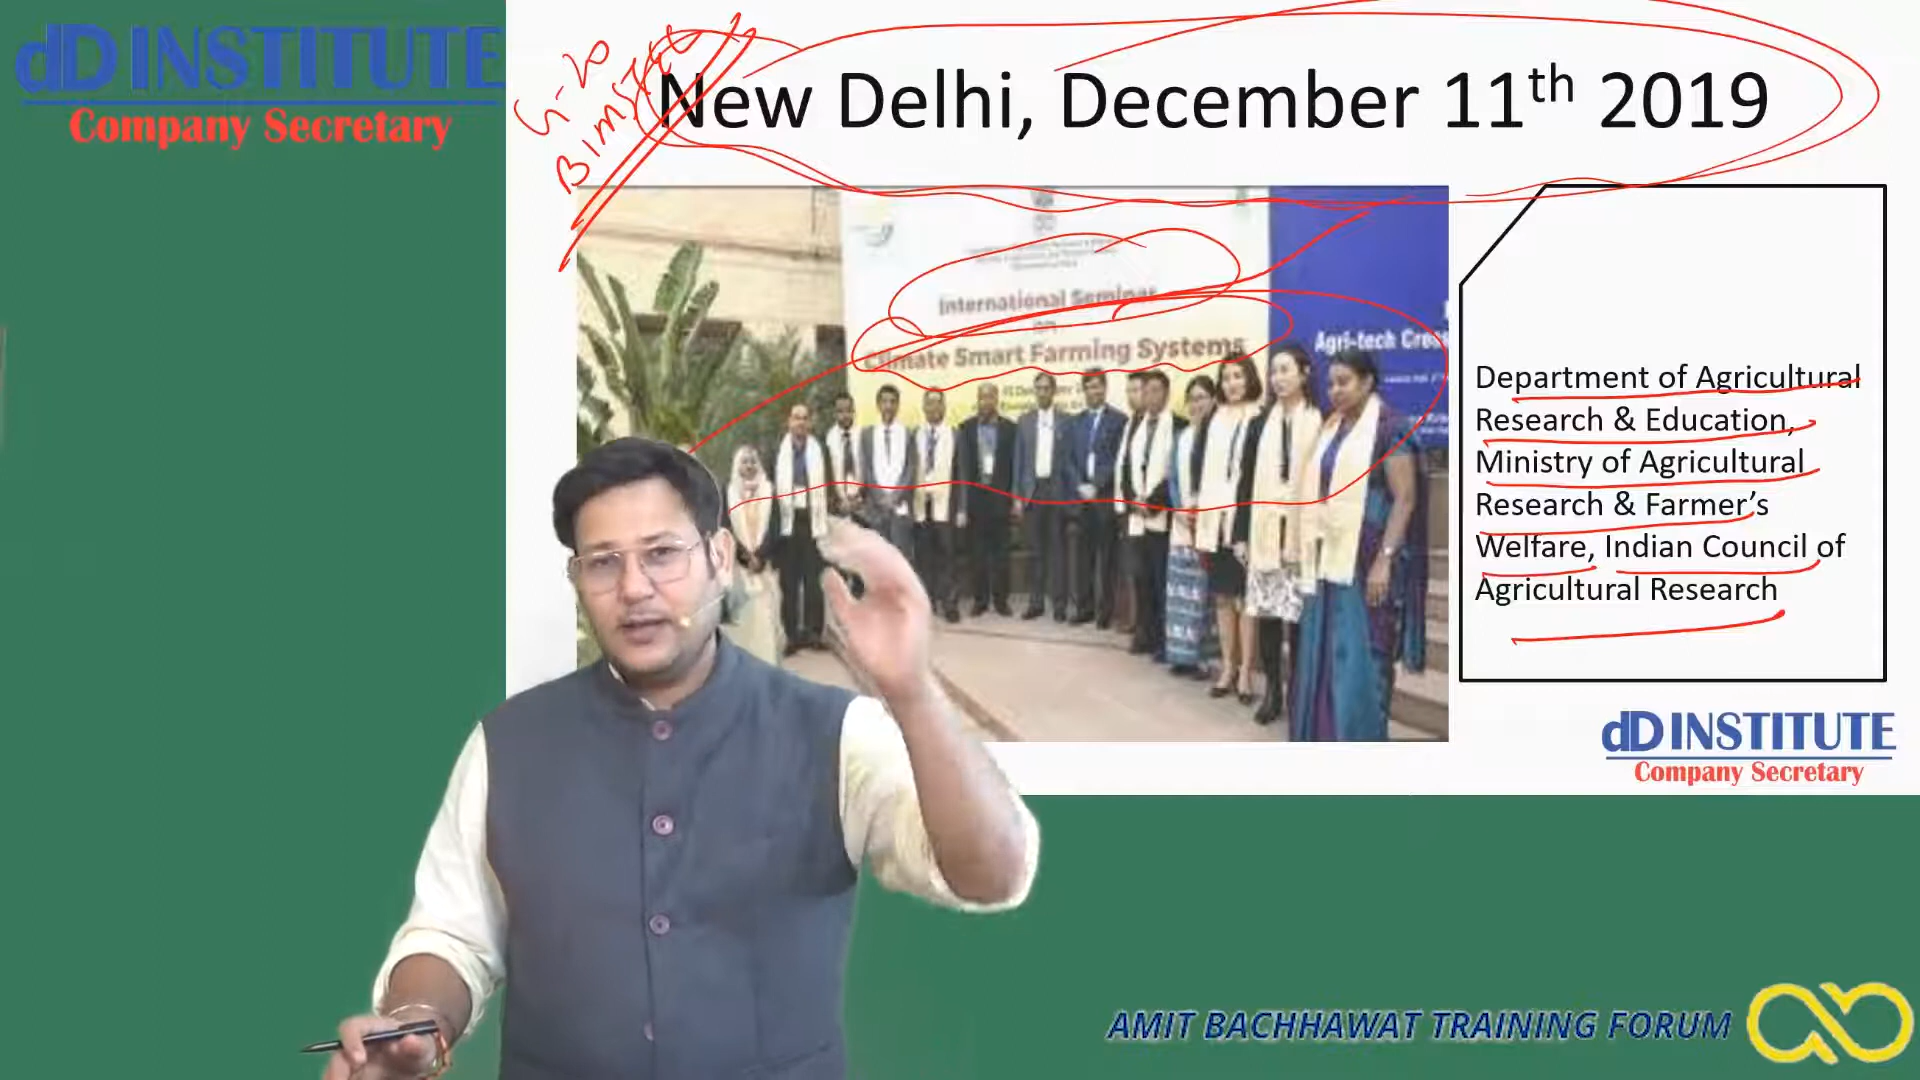 dD INSTITUTE
Company Secretary
G-20
BIMSTEC
New Delhi, December 11th 2019
International Seminar
on
Climate Smart Farming Systems
Agri-tech
Department of Agricultural
Research & Education,
Ministry of Agricultural
Research & Farmer’s
Welfare, Indian Council of
Agricultural Research
dD INSTITUTE
Company Secretary
AMIT BACHHAWAT TRAINING FORUM